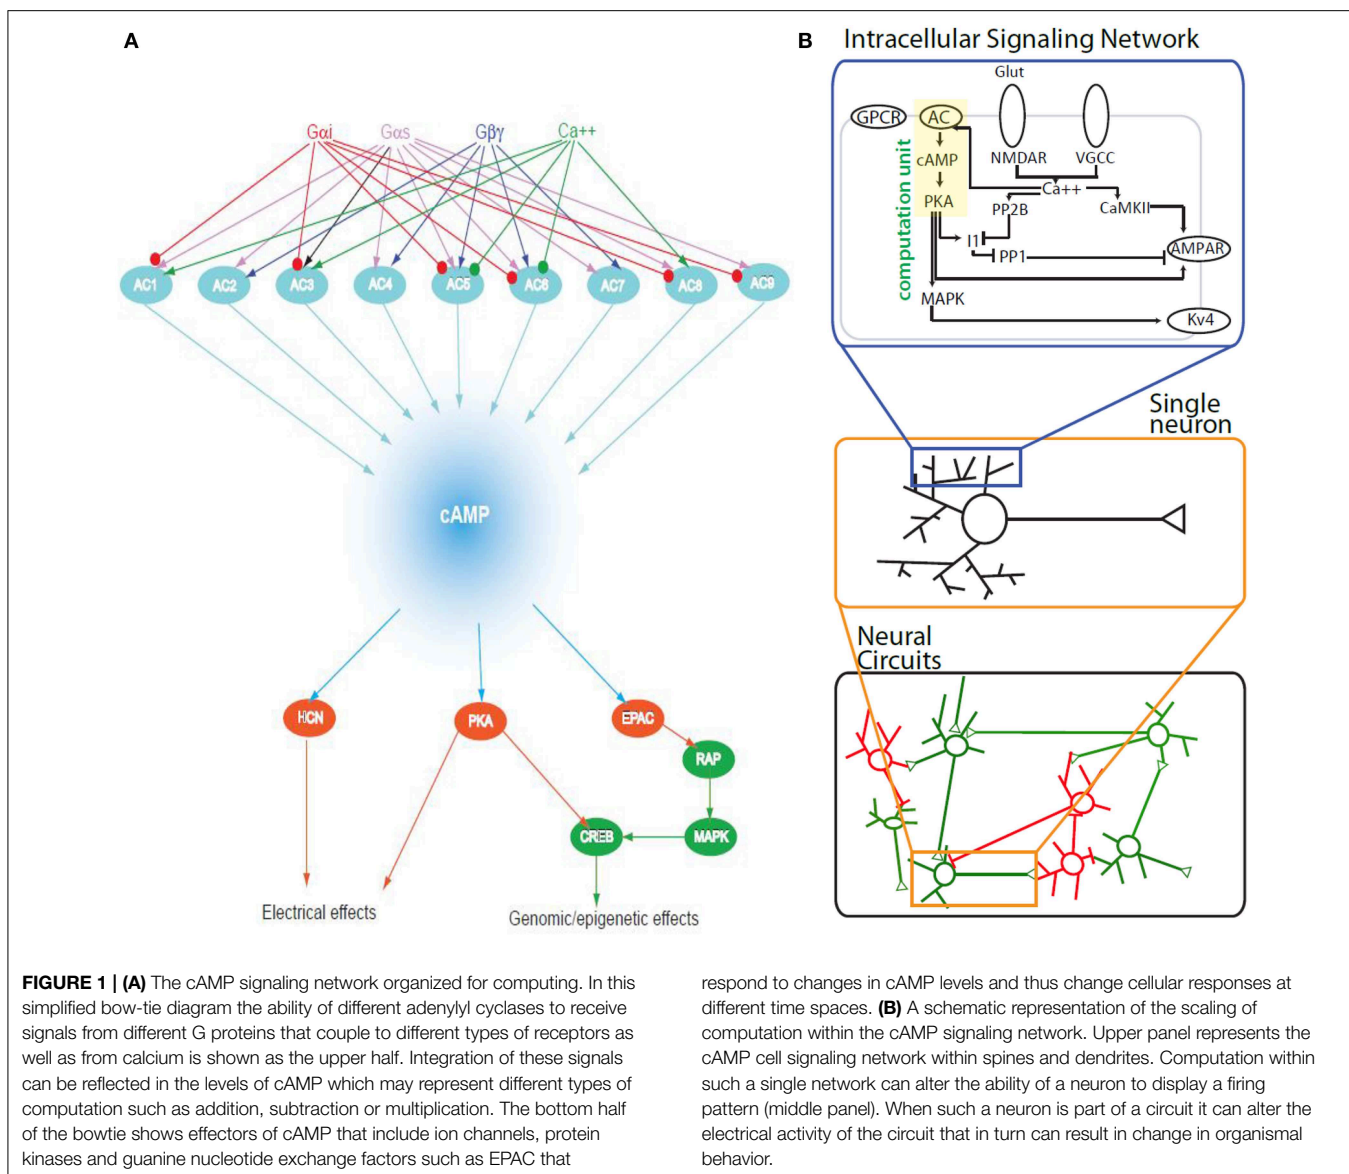 A
Gαi Gαs Gβγ Ca++
AC1 AC2 AC3 AC4 AC5 AC6 AC7 AC8 AC9
cAMP
HCN
PKA
EPAC
RAP
CREB
MAPK
Electrical effects
Genomic/epigenetic effects
B
Intracellular Signaling Network
Glut
GPCR
AC
cAMP
PKA
computation unit
NMDAR
VGCC
Ca++
PP2B
CaMKII
I1
PP1
AMPAR
MAPK
Kv4
Single
neuron
Neural
Circuits
FIGURE 1 | (A) The cAMP signaling network organized for computing. In this
simplified bow-tie diagram the ability of different adenylyl cyclases to receive
signals from different G proteins that couple to different types of receptors as
well as from calcium is shown as the upper half. Integration of these signals
can be reflected in the levels of cAMP which may represent different types of
computation such as addition, subtraction or multiplication. The bottom half
of the bowtie shows effectors of cAMP that include ion channels, protein
kinases and guanine nucleotide exchange factors such as EPAC that
respond to changes in cAMP levels and thus change cellular responses at
different time spaces. (B) A schematic representation of the scaling of
computation within the cAMP signaling network. Upper panel represents the
cAMP cell signaling network within spines and dendrites. Computation within
such a single network can alter the ability of a neuron to display a firing
pattern (middle panel). When such a neuron is part of a circuit it can alter the
electrical activity of the circuit that in turn can result in change in organismal
behavior.